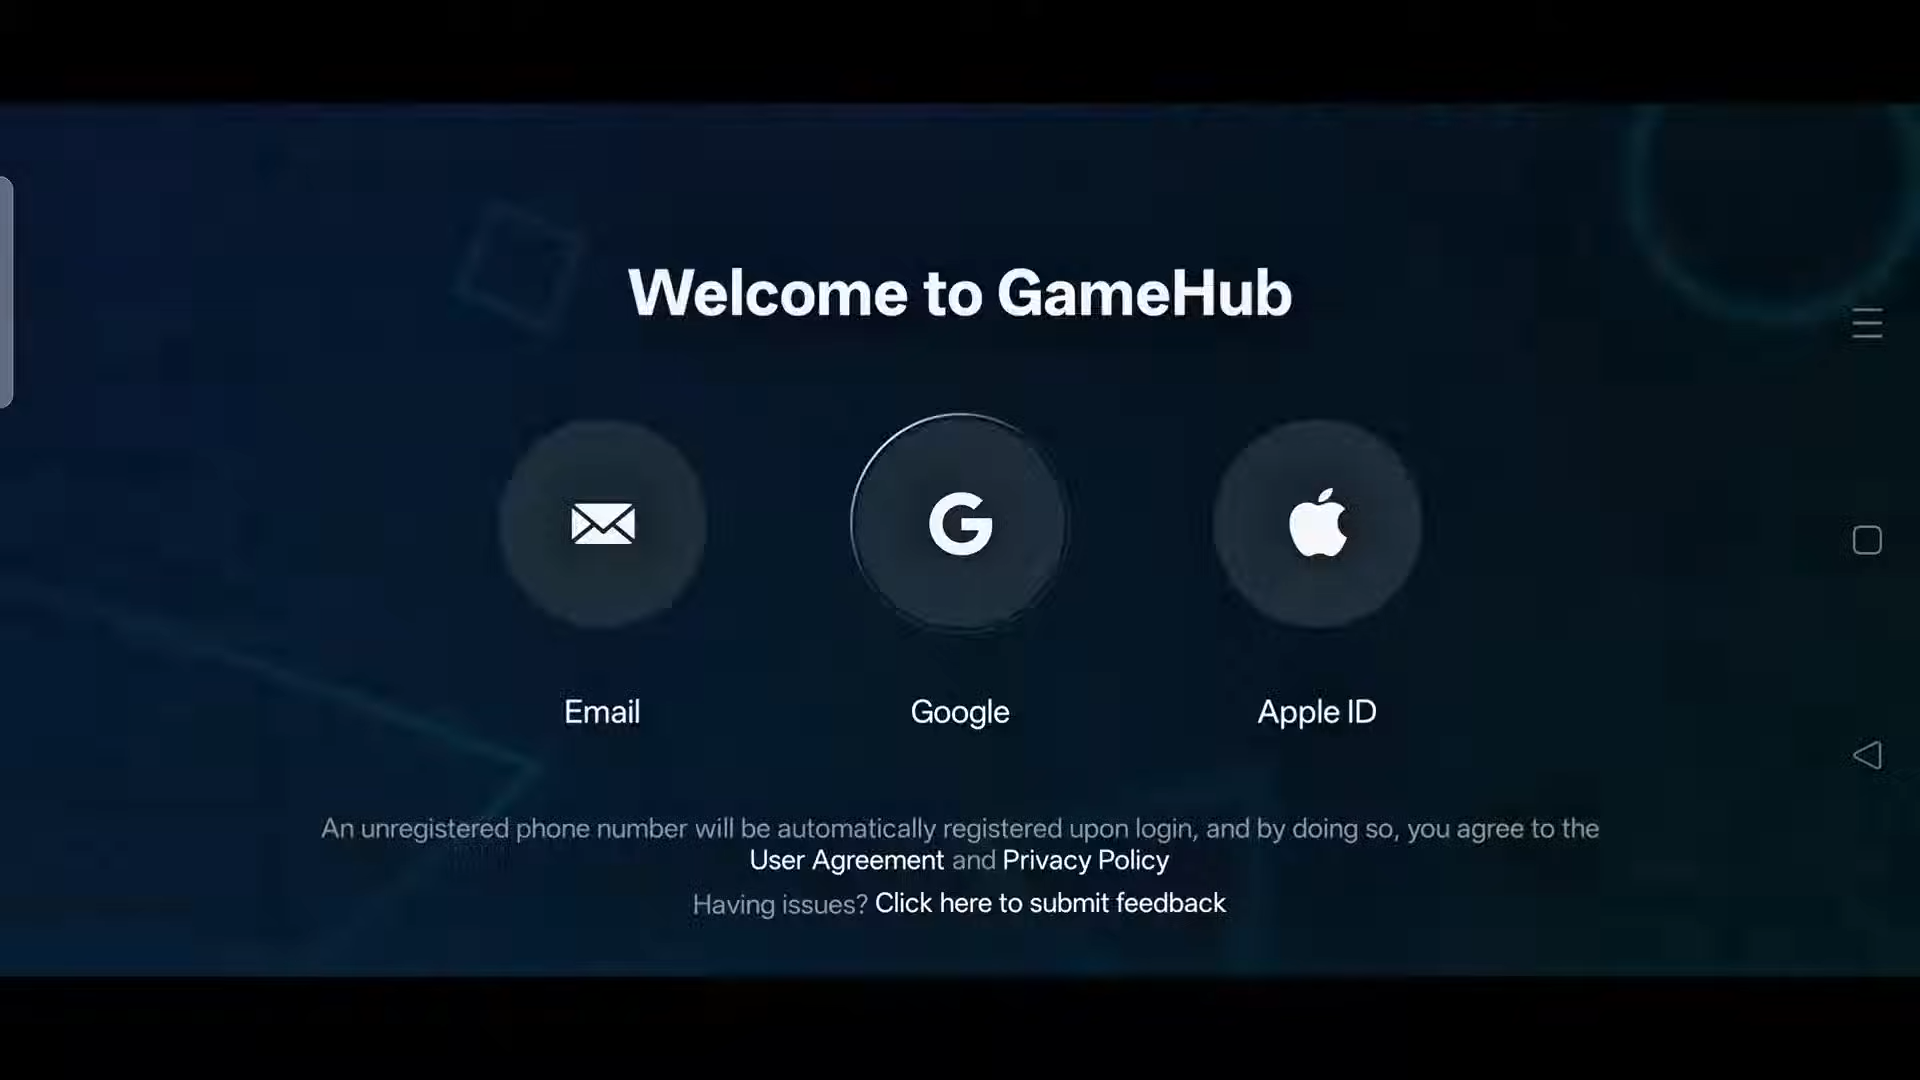 Welcome to GameHub
Email
Google
Apple ID
An unregistered phone number will be automatically registered upon login, and by doing so, you agree to the
User Agreement and Privacy Policy
Having issues? Click here to submit feedback